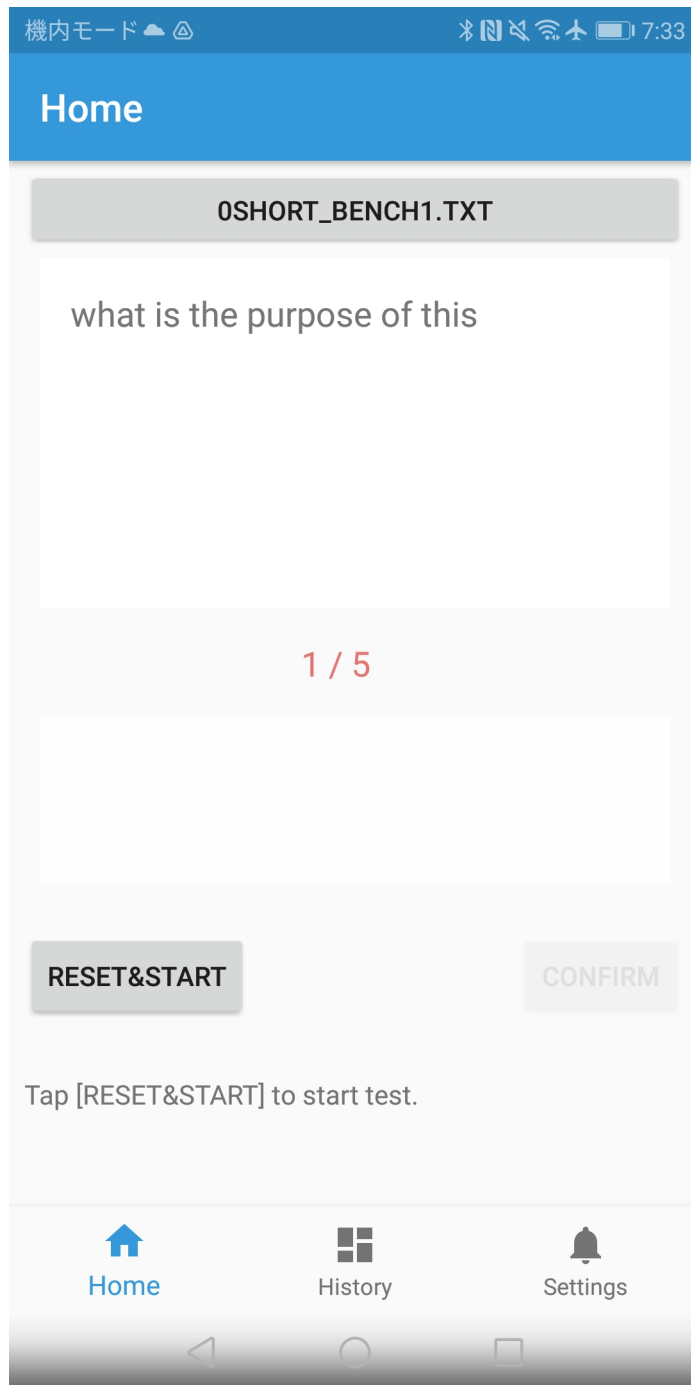 機内モード 7:33
Home
0SHORT_BENCH1.TXT
what is the purpose of this
1 / 5
RESET&START CONFIRM
Tap [RESET&START] to start test.
Home History Settings